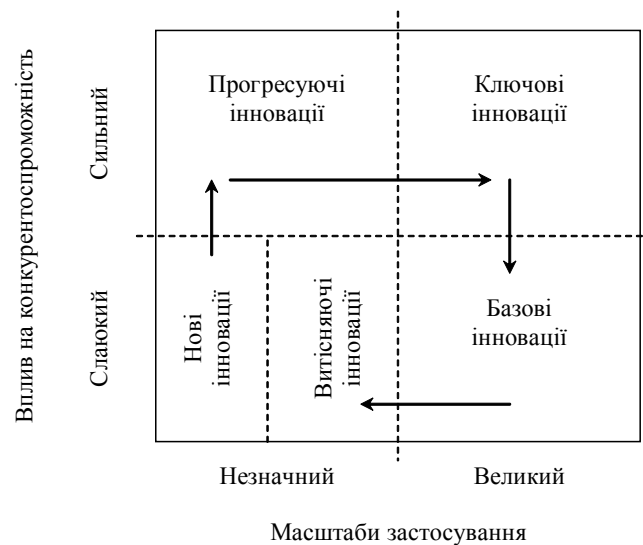 Вплив на конкурентоспроможність
Сильний
Слаюкий
Прогресуючі
інновації
Ключові
інновації
Нові
інновації
Витісняючі
інновації
Базові
інновації
Незначний
Великий
Масштаби застосування